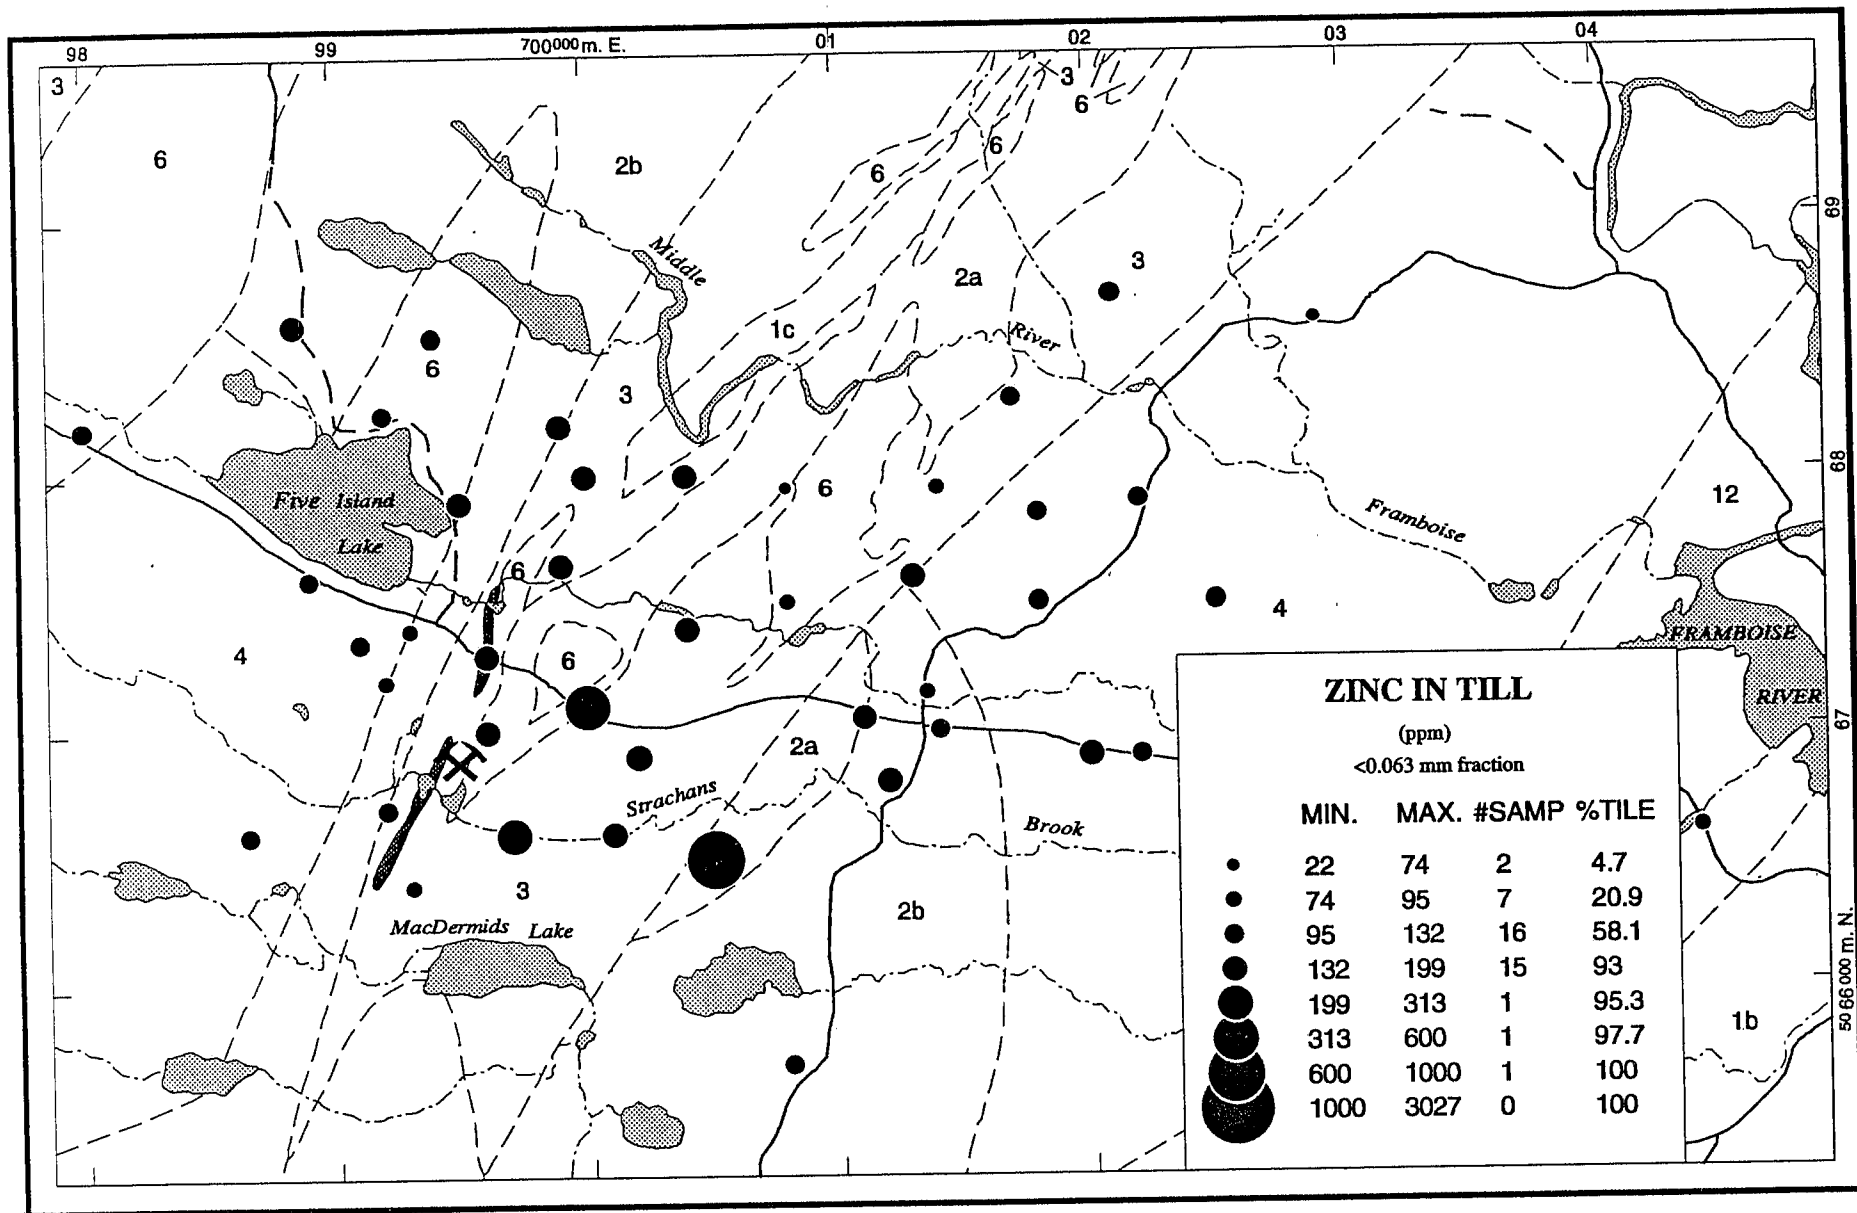 98 99 700000 m. E. 01 02 03 04
3
3
6
6
2b
6
6
69
Middle
2a
3
1c
River
6
3
68
Five Island
Lake
6
12
Framboise
6
4
4
6
FRAMBOISE
RIVER
67
2a
Strachans
Brook
3
2b
MacDermids Lake
5066000 m. N.
1b
ZINC IN TILL
(ppm)
<0.063 mm fraction
MIN. MAX. #SAMP %TILE
22 74 2 4.7
74 95 7 20.9
95 132 16 58.1
132 199 15 93
199 313 1 95.3
313 600 1 97.7
600 1000 1 100
1000 3027 0 100